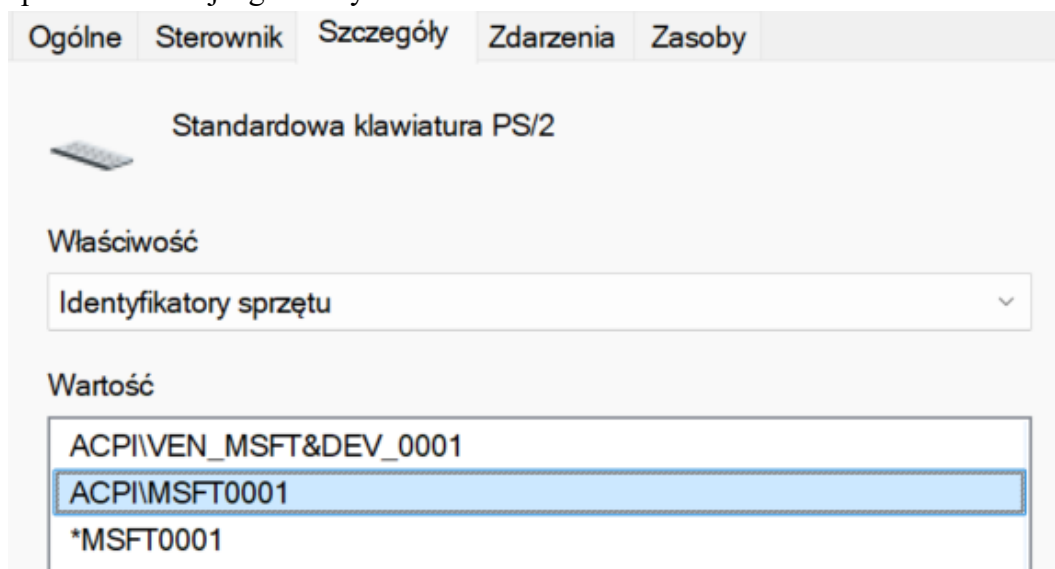 Ogólne Sterownik Szczegóły Zdarzenia Zasoby
Standardowa klawiatura PS/2
Właściwość
Identyfikatory sprzętu
Wartość
ACPI\VEN_MSFT&DEV_0001
ACPI\MSFT0001
*MSFT0001